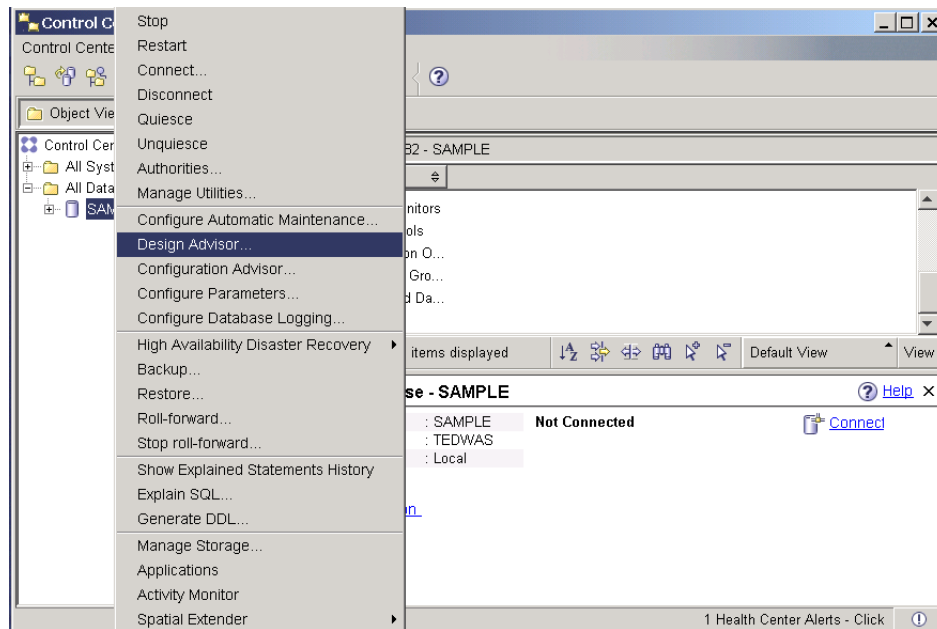 Control C
Control Cente
Object Vie
Control Cer
All Syst
All Data
SAM
Stop
Restart
Connect...
Disconnect
Quiesce
Unquiesce
Authorities...
Manage Utilities...
Configure Automatic Maintenance...
Design Advisor...
Configuration Advisor...
Configure Parameters...
Configure Database Logging...
High Availability Disaster Recovery
Backup...
Restore...
Roll-forward...
Stop roll-forward...
Show Explained Statements History
Explain SQL...
Generate DDL...
Manage Storage...
Applications
Activity Monitor
Spatial Extender
B2 - SAMPLE
nitors
ols
on O...
Gro...
d Da...
items displayed
Default View
View
se - SAMPLE
Help
: SAMPLE
Not Connected
Connect
: TEDWAS
: Local
on
1 Health Center Alerts - Click